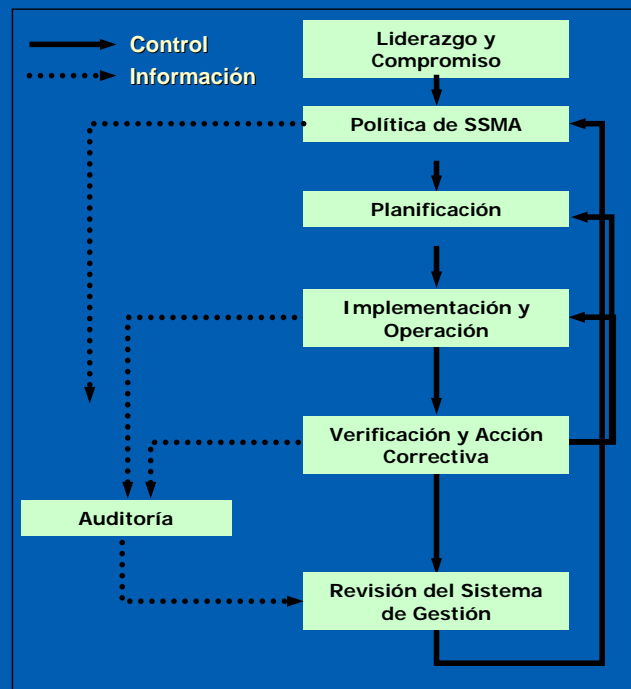 Control
Información
Liderazgo y
Compromiso
Política de SSMA
Planificación
Implementación y
Operación
Verificación y Acción
Correctiva
Auditoría
Revisión del Sistema
de Gestión